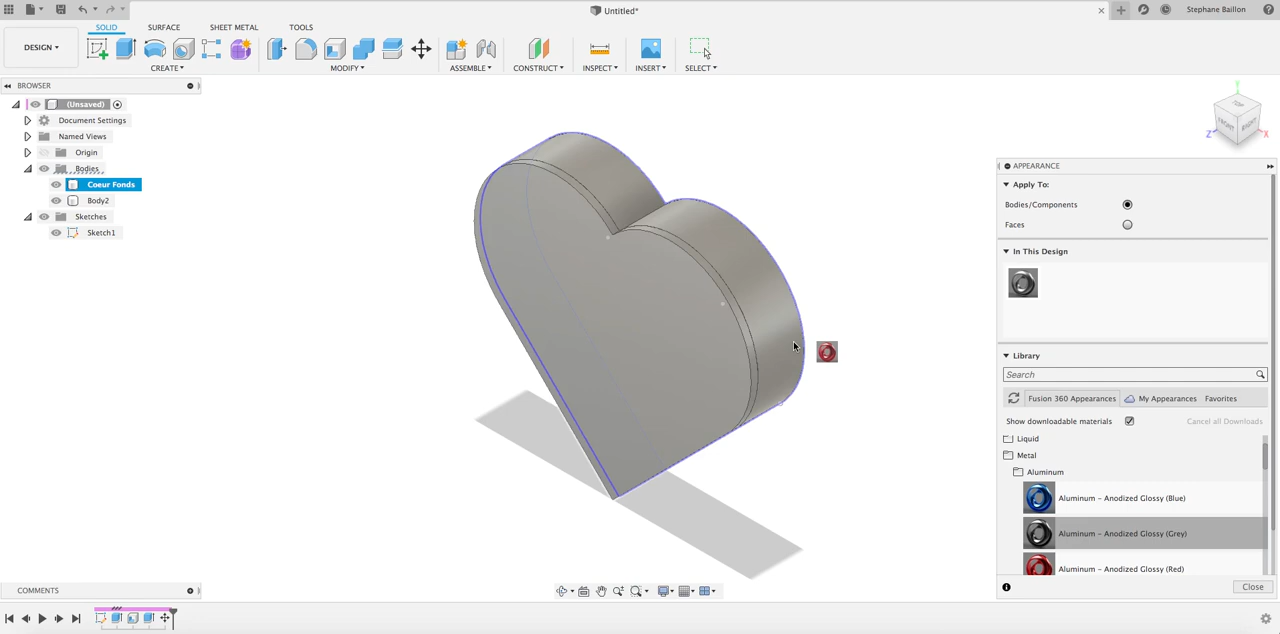 Untitled*
Stephane Baillon
DESIGN
SOLID
SURFACE
SHEET METAL
TOOLS
CREATE
MODIFY
ASSEMBLE
CONSTRUCT
INSPECT
INSERT
SELECT
BROWSER
(Unsaved)
Document Settings
Named Views
Origin
Bodies
Coeur Fonds
Body2
Sketches
Sketch1
TOP
FRONT
RIGHT
Y
Z
X
APPEARANCE
Apply To:
Bodies/Components
Faces
In This Design
Library
Search
Fusion 360 Appearances
My Appearances
Favorites
Show downloadable materials
Cancel all Downloads
Liquid
Metal
Aluminum
Aluminum - Anodized Glossy (Blue)
Aluminum - Anodized Glossy (Grey)
Aluminum - Anodized Glossy (Red)
Close
COMMENTS